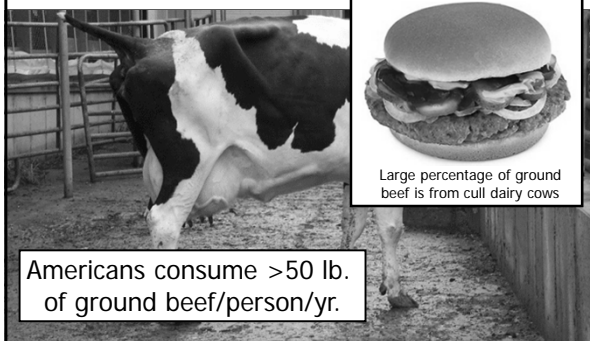 Large percentage of ground
beef is from cull dairy cows
Americans consume >50 lb.
of ground beef/person/yr.